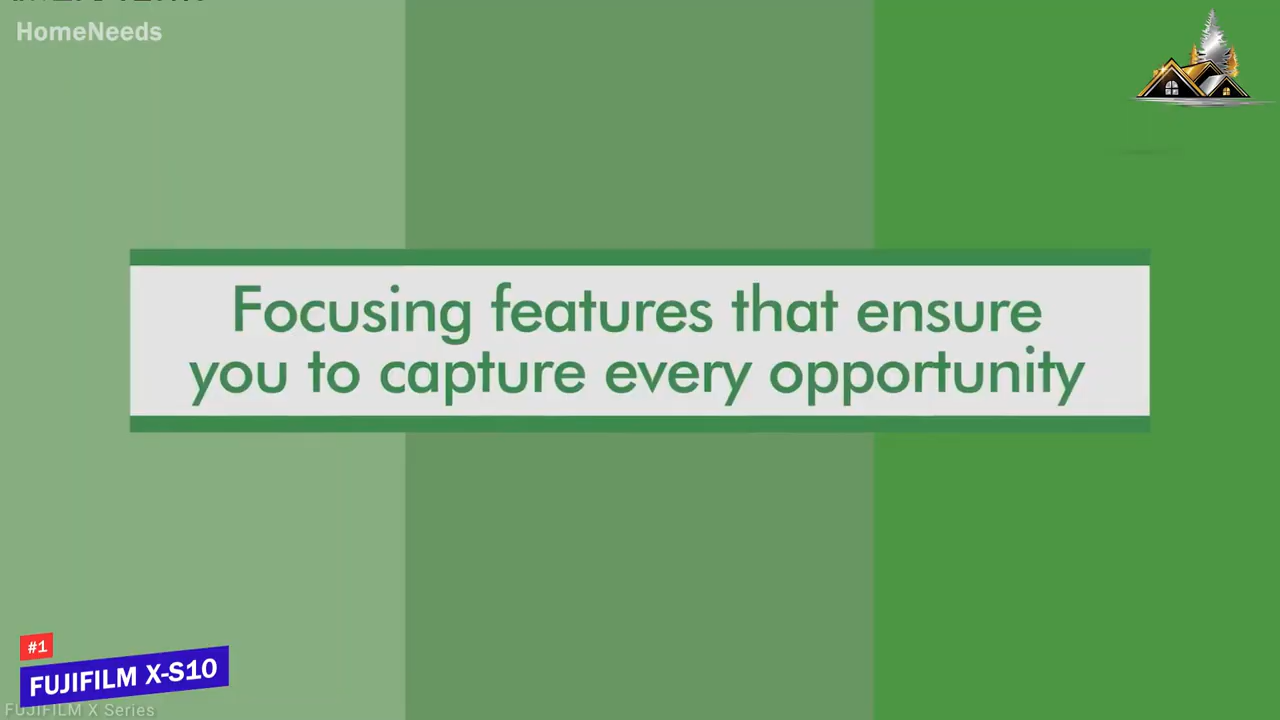 HomeNeeds
Focusing features that ensure
you to capture every opportunity
#1
FUJIFILM X-S10
FUJIFILM X Series